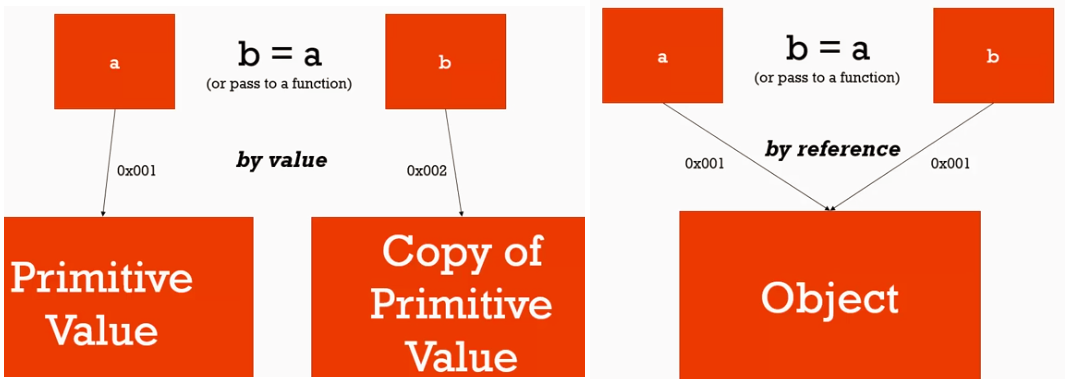 a
b = a
(or pass to a function)
b
by value
0x001
0x002
Primitive
Value
Copy of
Primitive
Value
a
b = a
(or pass to a function)
b
by reference
0x001
0x001
Object